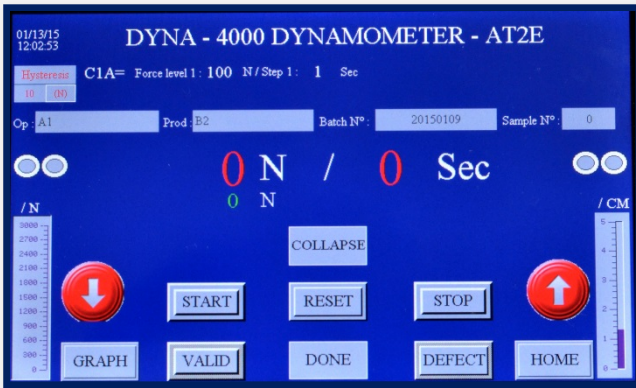 01/13/15
12:02:53
DYNA - 4000 DYNAMOMETER - AT2E
Hysteresis
10 (N)
C1A= Force level 1 : 100 N / Step 1 : 1 Sec
Op : A1 Prod : B2 Batch Nº : 20150109 Sample Nº : 0
0 N / 0 Sec
0 N
/ N
3000
2700
2400
2100
1800
1500
1200
900
600
300
0
/ CM
5
4
3
2
1
0
COLLAPSE
START RESET STOP
GRAPH VALID DONE DEFECT HOME